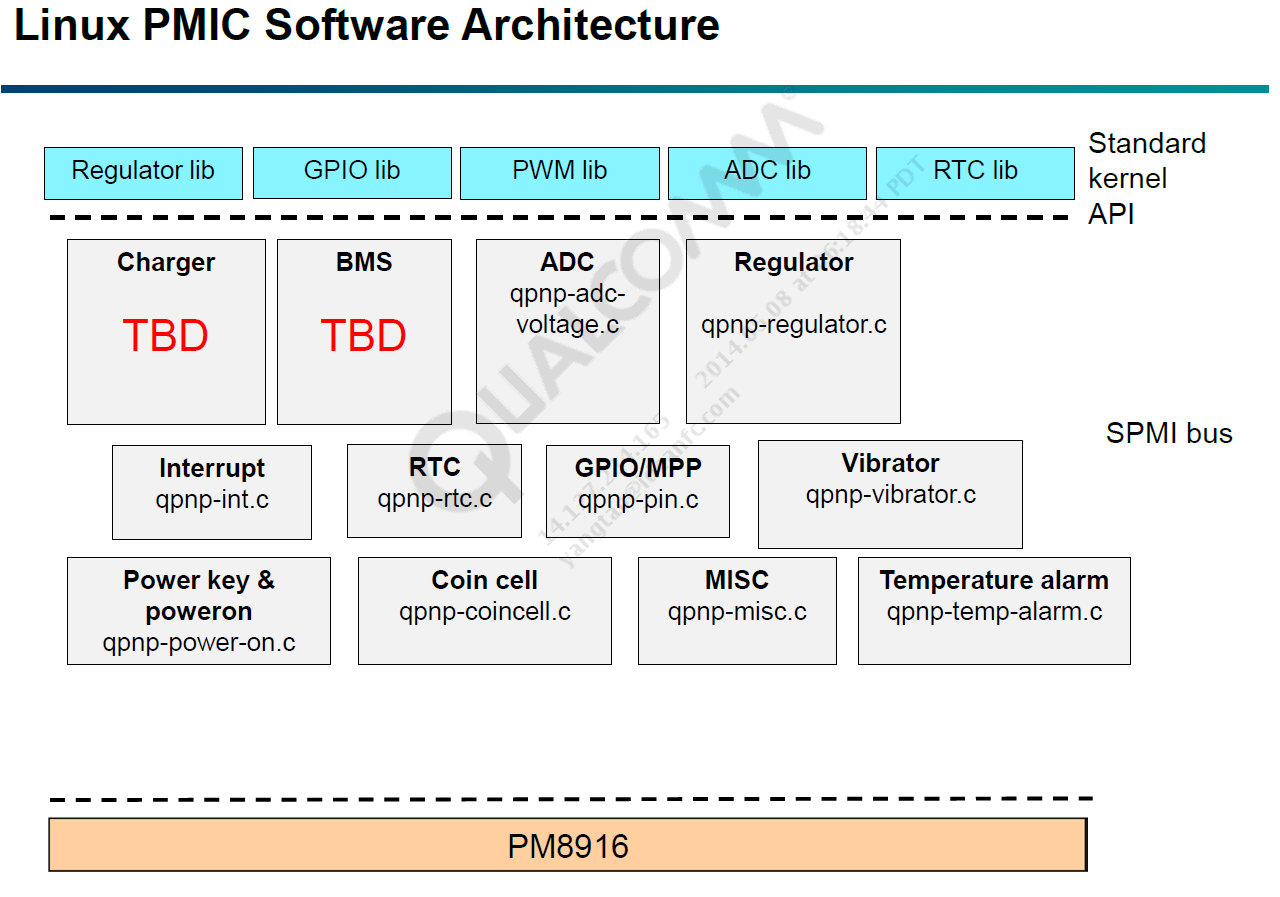 Linux PMIC Software Architecture
Regulator lib
GPIO lib
PWM lib
ADC lib
RTC lib
Standard
kernel
API
Charger
TBD
BMS
TBD
ADC
qpnp-adc-
voltage.c
Regulator
qpnp-regulator.c
SPMI bus
Interrupt
qpnp-int.c
RTC
qpnp-rtc.c
GPIO/MPP
qpnp-pin.c
Vibrator
qpnp-vibrator.c
Power key &
poweron
qpnp-power-on.c
Coin cell
qpnp-coincell.c
MISC
qpnp-misc.c
Temperature alarm
qpnp-temp-alarm.c
PM8916
QUALCOMM®
PDT